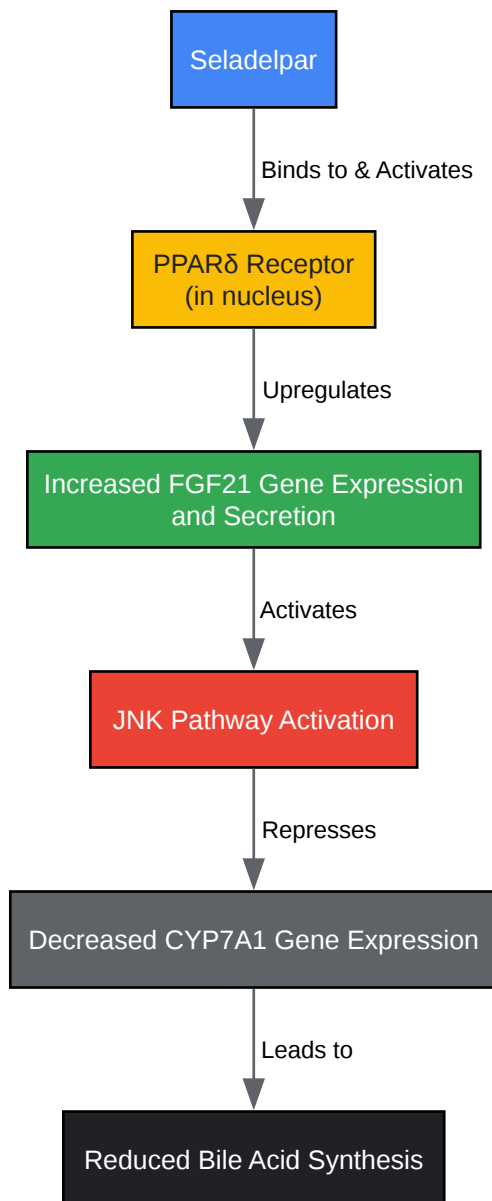 Seladelpar
Binds to & Activates
PPARδ Receptor
(in nucleus)
Upregulates
Increased FGF21 Gene Expression
and Secretion
Activates
JNK Pathway Activation
Represses
Decreased CYP7A1 Gene Expression
Leads to
Reduced Bile Acid Synthesis